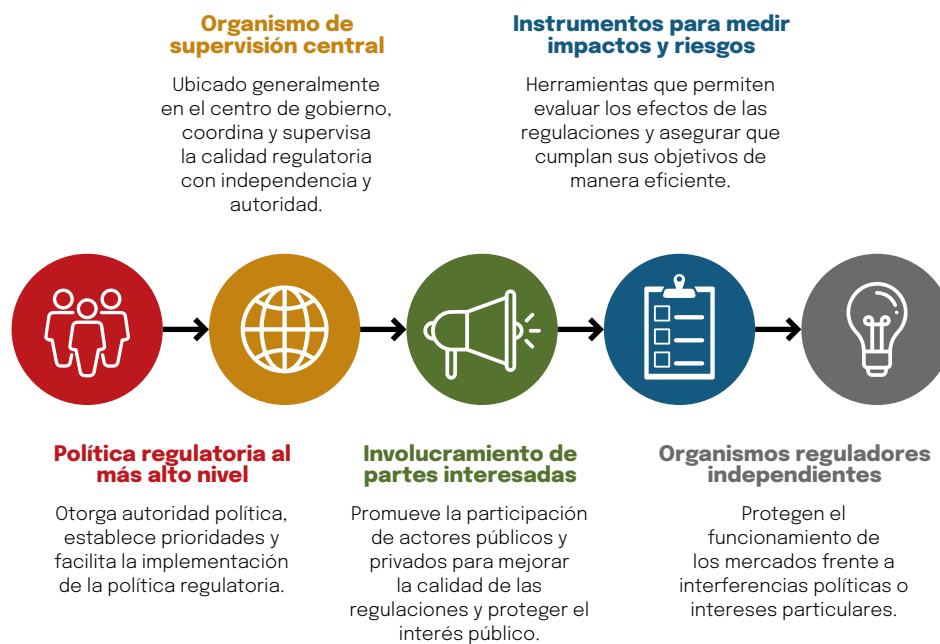 Organismo de
supervisión central
Ubicado generalmente
en el centro de gobierno,
coordina y supervisa
la calidad regulatoria
con independencia y
autoridad.
Instrumentos para medir
impactos y riesgos
Herramientas que permiten
evaluar los efectos de las
regulaciones y asegurar que
cumplan sus objetivos de
manera eficiente.
Política regulatoria al
más alto nivel
Otorga autoridad política,
establece prioridades y
facilita la implementación
de la política regulatoria.
Involucramiento de
partes interesadas
Promueve la participación
de actores públicos y
privados para mejorar
la calidad de las
regulaciones y proteger el
interés público.
Organismos reguladores
independientes
Protegen el
funcionamiento de
los mercados frente a
interferencias políticas o
intereses particulares.